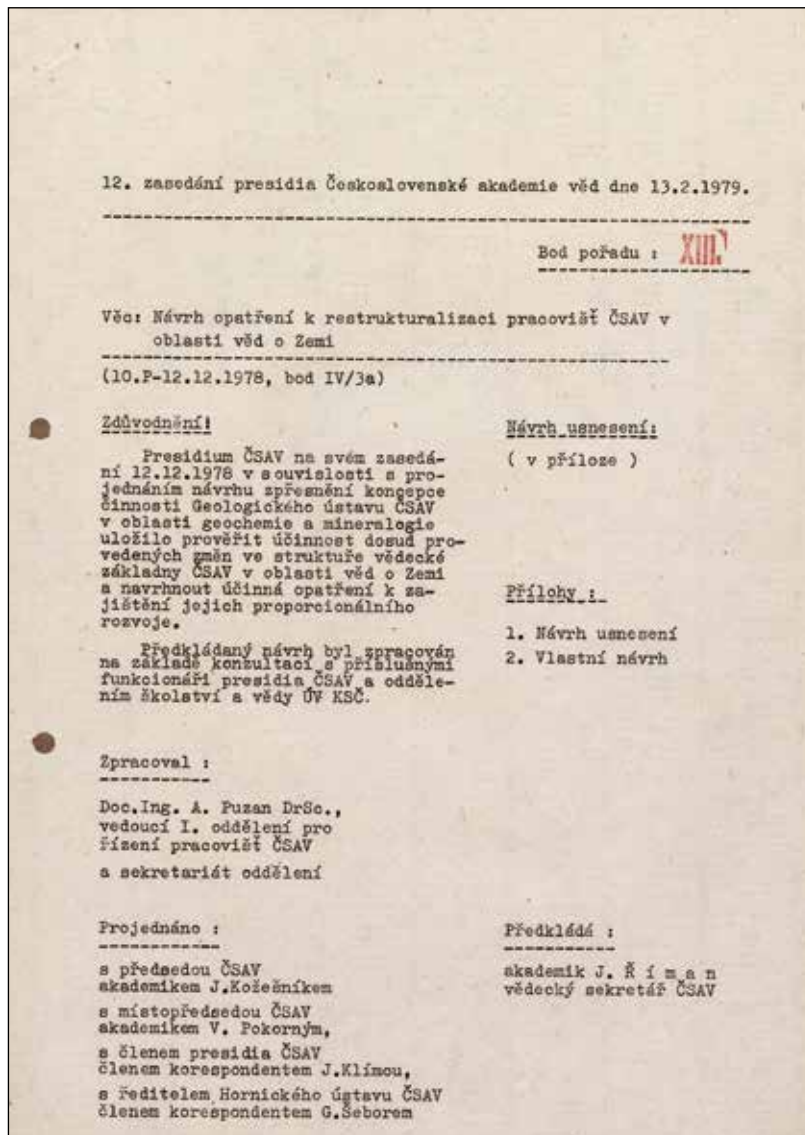 12. zasedání presidia Československé akademie věd dne 13.2.1979.
Bod pořadu : XIII.
Věc: Návrh opatření k restrukturalizaci pracovišť ČSAV v
oblasti věd o Zemi
(10.P-12.12.1978, bod IV/3a)
Zdůvodnění!
Presidium ČSAV na svém zasedá-
ní 12.12.1978 v souvislosti s pro-
jednáním návrhu zpřesnění koncepce
činnosti Geologického ústavu ČSAV
v oblasti geochemie a mineralogie
uložilo prověřit účinnost dosud pro-
vedených změn ve struktuře vědecké
základny ČSAV v oblasti věd o Zemi
a navrhnout účinná opatření k za-
jištění jejich proporcionálního
rozvoje.
Předkládaný návrh byl zpracován
na základě konzultací s příslušnými
funkcionáři presidia ČSAV a odděle-
ním školství a vědy ÚV KSČ.
Návrh usnesení:
( v příloze )
Přílohy :
1. Návrh usnesení
2. Vlastní návrh
Zpracoval :
Doc.Ing. A. Puzan DrSc.,
vedoucí I. oddělení pro
řízení pracovišť ČSAV
a sekretariát oddělení
Projednáno :
s předsedou ČSAV
akademikem J.Kožešníkem
s místopředsedou ČSAV
akademikem V. Pokorným,
s členem presidia ČSAV
členem korespondentem J.Klímou,
s ředitelem Hornického ústavu ČSAV
členem korespondentem G.Šeborem
Předkládá :
akademik J. Ř í m a n
vědecký sekretář ČSAV